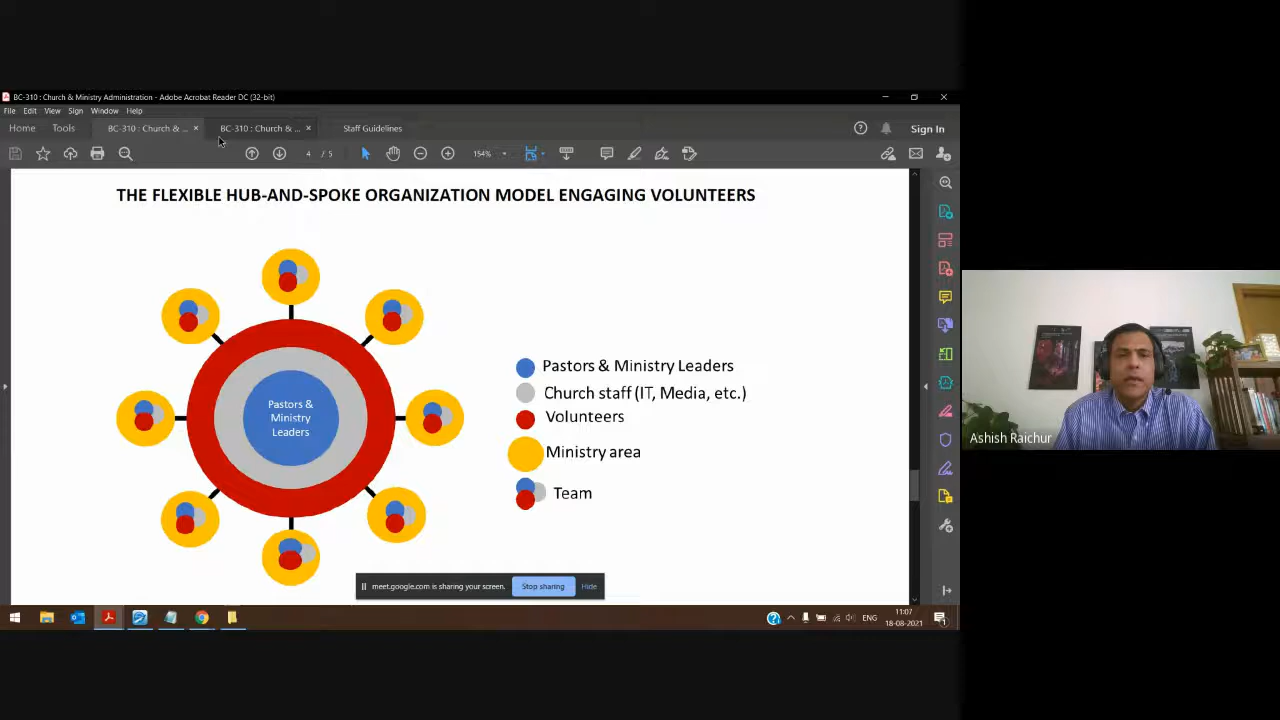 BC-310 : Church & Ministry Administration - Adobe Acrobat Reader DC (32-bit)
File Edit View Sign Window Help
Home Tools BC-310 : Church & ... × BC-310 : Church & ... × Staff Guidelines Sign In
4 / 5 154%
THE FLEXIBLE HUB-AND-SPOKE ORGANIZATION MODEL ENGAGING VOLUNTEERS
Pastors &
Ministry
Leaders
Pastors & Ministry Leaders
Church staff (IT, Media, etc.)
Volunteers
Ministry area
Team
Ashish Raichur
meet.google.com is sharing your screen. Stop sharing Hide
ENG
11:07
18-08-2021